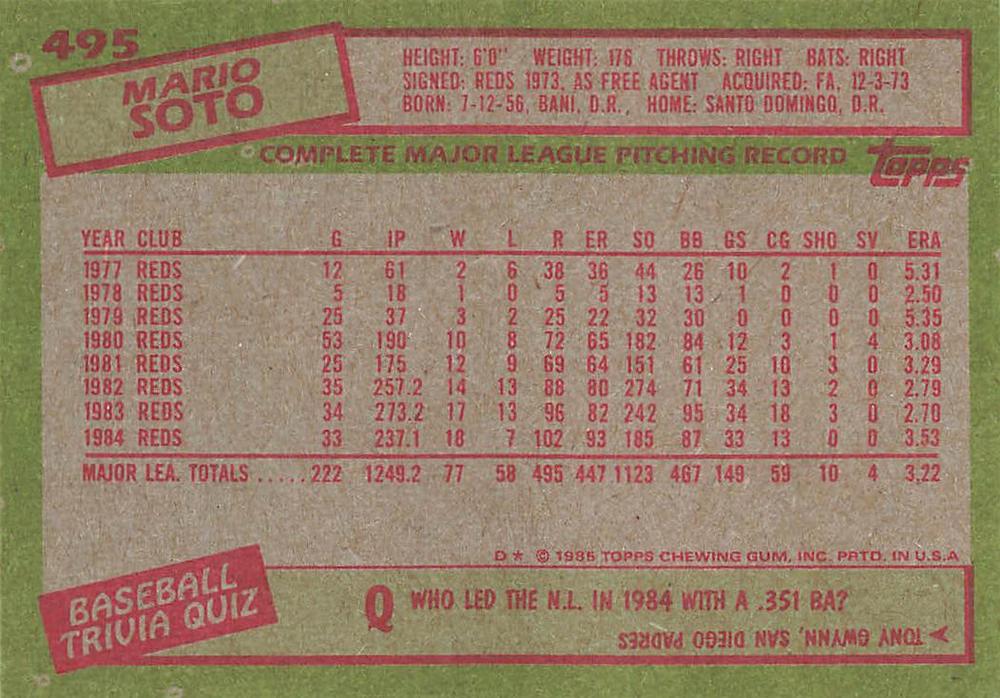 495
MARIO
SOTO
HEIGHT: 6'0" WEIGHT: 176 THROWS: RIGHT BATS: RIGHT
SIGNED: REDS 1973, AS FREE AGENT ACQUIRED: FA, 12-3-73
BORN: 7-12-56, BANI, D.R., HOME: SANTO DOMINGO, D.R.
COMPLETE MAJOR LEAGUE PITCHING RECORD topps
YEAR CLUB G IP W L R ER SO BB GS CG SHO SV ERA
1977 REDS 12 61 2 6 38 36 44 26 10 2 1 0 5.31
1978 REDS 5 18 1 0 5 5 13 13 1 0 0 0 2.50
1979 REDS 25 37 3 2 25 22 32 30 0 0 0 0 5.35
1980 REDS 53 190 10 8 72 65 182 84 12 3 1 4 3.08
1981 REDS 25 175 12 9 69 64 151 61 25 10 3 0 3.29
1982 REDS 35 257.2 14 13 88 80 274 71 34 13 2 0 2.79
1983 REDS 34 273.2 17 13 96 82 242 95 34 18 3 0 2.70
1984 REDS 33 237.1 18 7 102 93 185 87 33 13 0 0 3.53
MAJOR LEA. TOTALS .....222 1249.2 77 58 495 447 1123 467 149 59 10 4 3.22
D* © 1985 TOPPS CHEWING GUM, INC. PRTD. IN U.S.A
BASEBALL
TRIVIA QUIZ
Q WHO LED THE N.L. IN 1984 WITH A .351 BA?
TONY GWYNN, SAN DIEGO PADRES